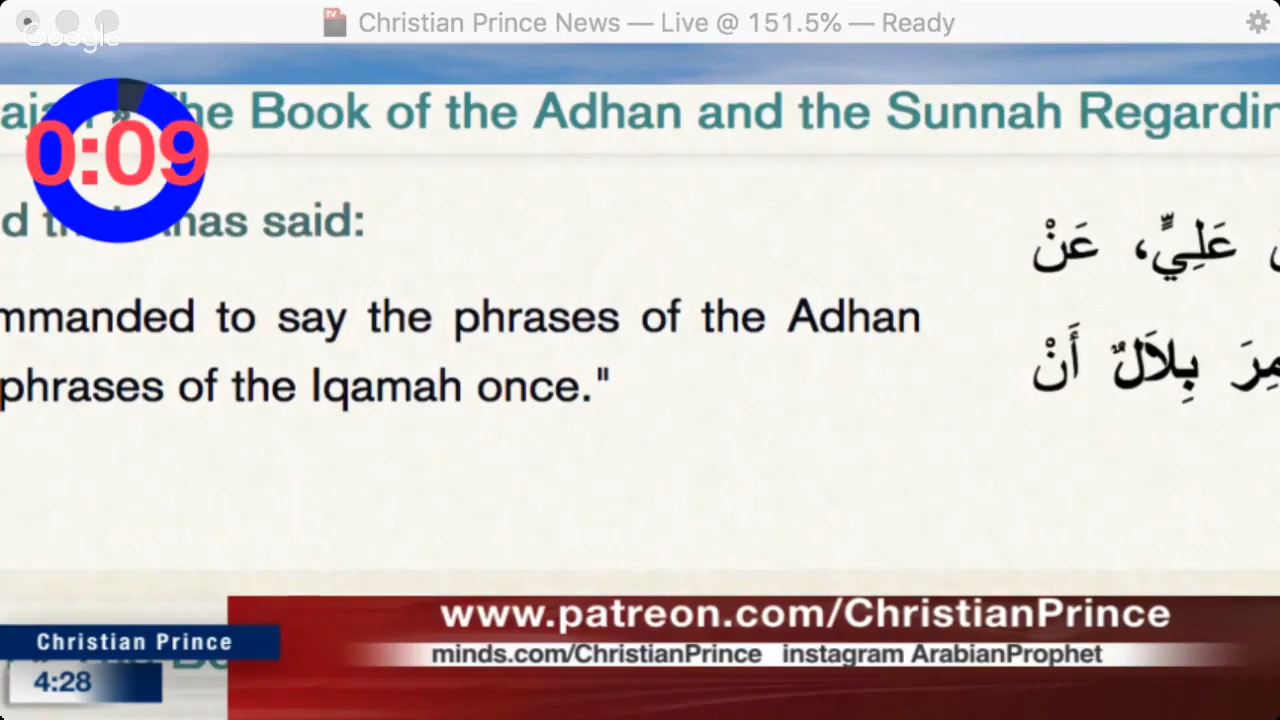 Christian Prince News — Live @ 151.5% — Ready
Google
The Book of the Adhan and the Sunnah Regardin
0:09
said:
عَلِيٍّ، عَنْ
mmanded to say the phrases of the Adhan
بِلاَلٌ أَنْ
phrases of the Iqamah once."
www.patreon.com/ChristianPrince
Christian Prince
minds.com/ChristianPrince instagram ArabianProphet
4:28